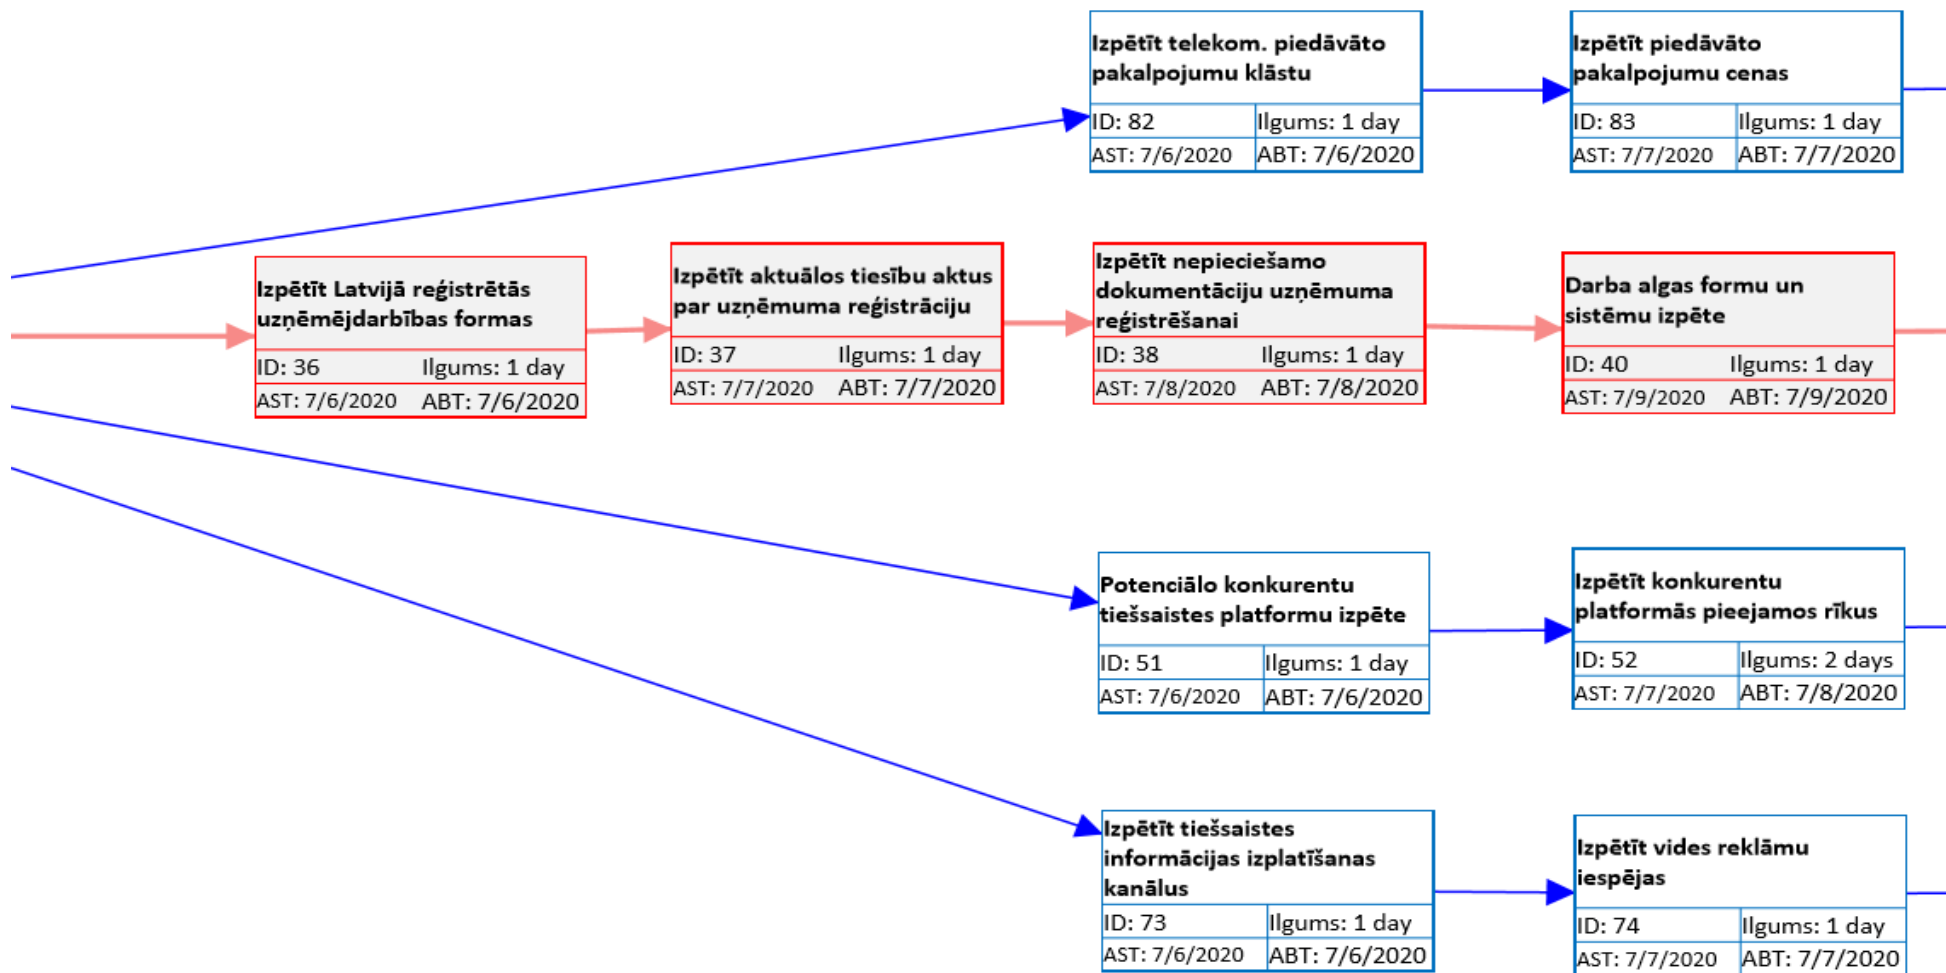 Izpētīt telekom. piedāvāto
pakalpojumu klāstu
ID: 82 Ilgums: 1 day
AST: 7/6/2020 ABT: 7/6/2020
Izpētīt piedāvāto
pakalpojumu cenas
ID: 83 Ilgums: 1 day
AST: 7/7/2020 ABT: 7/7/2020
Izpētīt Latvijā reģistrētās
uzņēmējdarbības formas
ID: 36 Ilgums: 1 day
AST: 7/6/2020 ABT: 7/6/2020
Izpētīt aktuālos tiesību aktus
par uzņēmuma reģistrāciju
ID: 37 Ilgums: 1 day
AST: 7/7/2020 ABT: 7/7/2020
Izpētīt nepieciešamo
dokumentāciju uzņēmuma
reģistrēšanai
ID: 38 Ilgums: 1 day
AST: 7/8/2020 ABT: 7/8/2020
Darba algas formu un
sistēmu izpēte
ID: 40 Ilgums: 1 day
AST: 7/9/2020 ABT: 7/9/2020
Potenciālo konkurentu
tiešsaistes platformu izpēte
ID: 51 Ilgums: 1 day
AST: 7/6/2020 ABT: 7/6/2020
Izpētīt konkurentu
platformās pieejamos rīkus
ID: 52 Ilgums: 2 days
AST: 7/7/2020 ABT: 7/8/2020
Izpētīt tiešsaistes
informācijas izplatīšanas
kanālus
ID: 73 Ilgums: 1 day
AST: 7/6/2020 ABT: 7/6/2020
Izpētīt vides reklāmu
iespējas
ID: 74 Ilgums: 1 day
AST: 7/7/2020 ABT: 7/7/2020